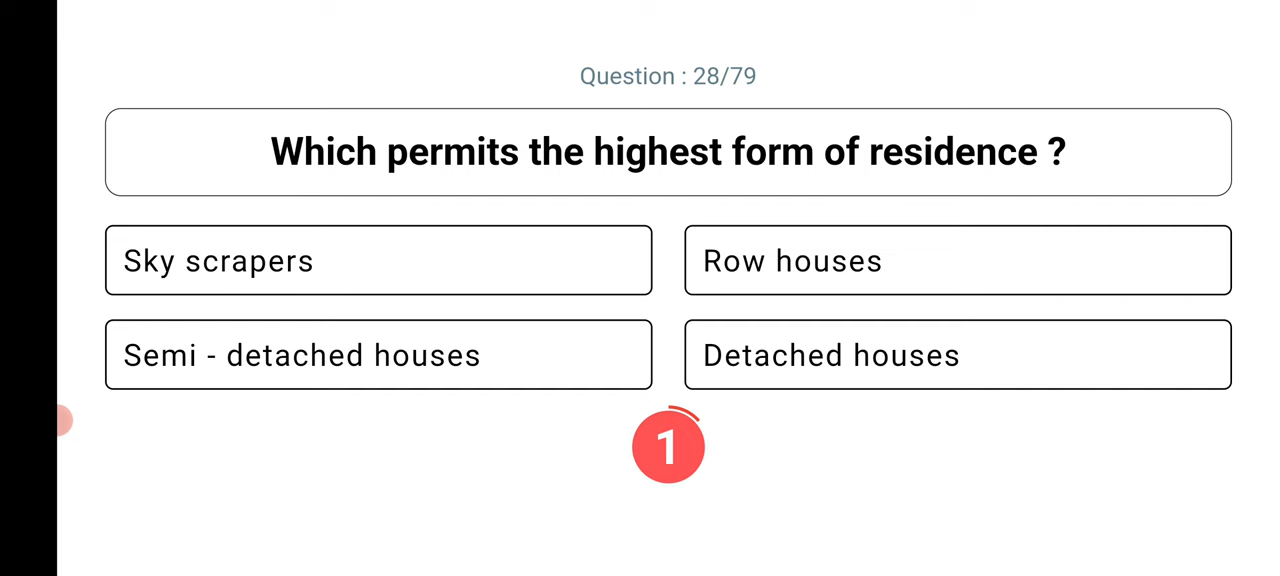 Question : 28/79
Which permits the highest form of residence ?
Sky scrapers
Row houses
Semi - detached houses
Detached houses
1